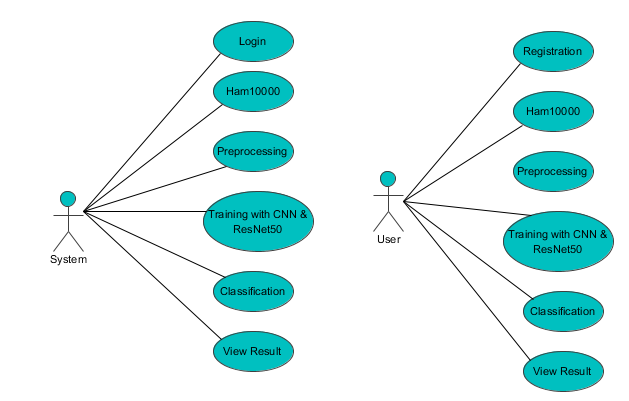 Login
Ham10000
Preprocessing
Training with CNN &
ResNet50
Classification
View Result
System
Registration
Ham10000
Preprocessing
Training with CNN &
ResNet50
Classification
View Result
User